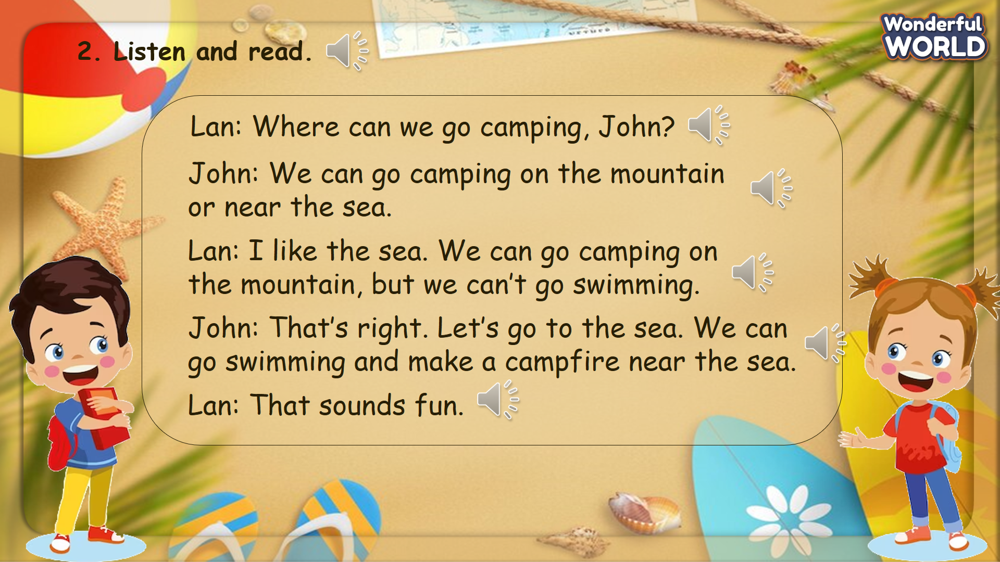 Wonderful
WORLD
2. Listen and read.
Lan: Where can we go camping, John?
John: We can go camping on the mountain
or near the sea.
Lan: I like the sea. We can go camping on
the mountain, but we can’t go swimming.
John: That’s right. Let’s go to the sea. We can
go swimming and make a campfire near the sea.
Lan: That sounds fun.